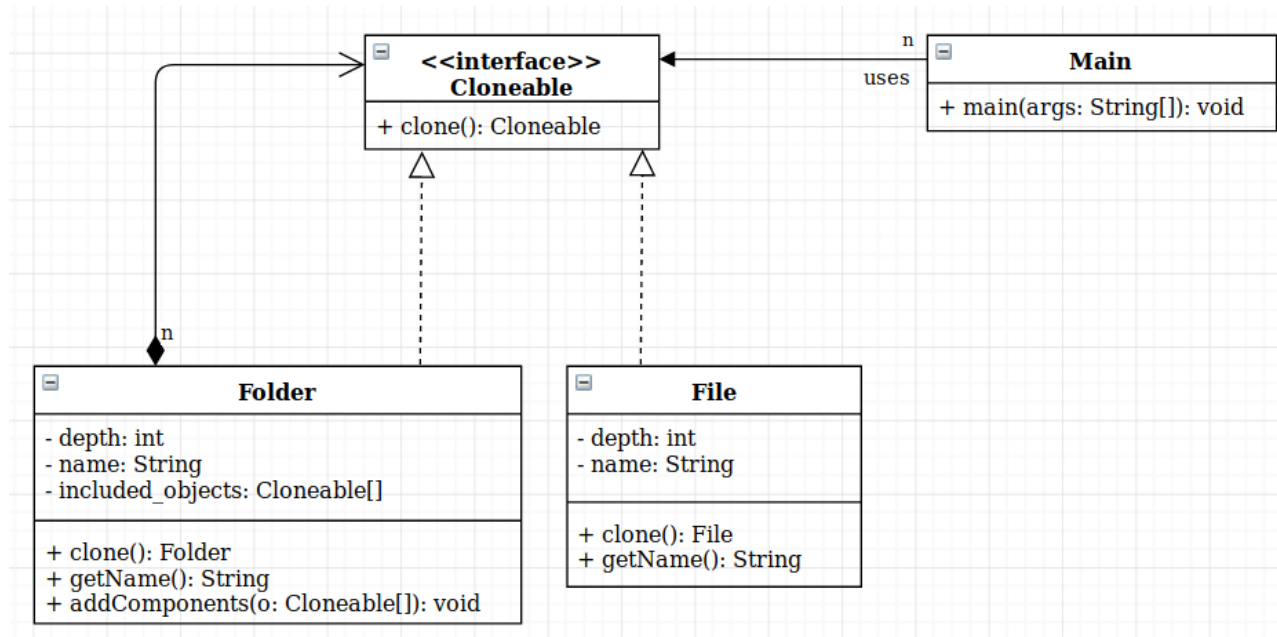 <<interface>>
Cloneable
+ clone(): Cloneable
n
uses
Main
+ main(args: String[]): void
n
Folder
- depth: int
- name: String
- included_objects: Cloneable[]
+ clone(): Folder
+ getName(): String
+ addComponents(o: Cloneable[]): void
File
- depth: int
- name: String
+ clone(): File
+ getName(): String